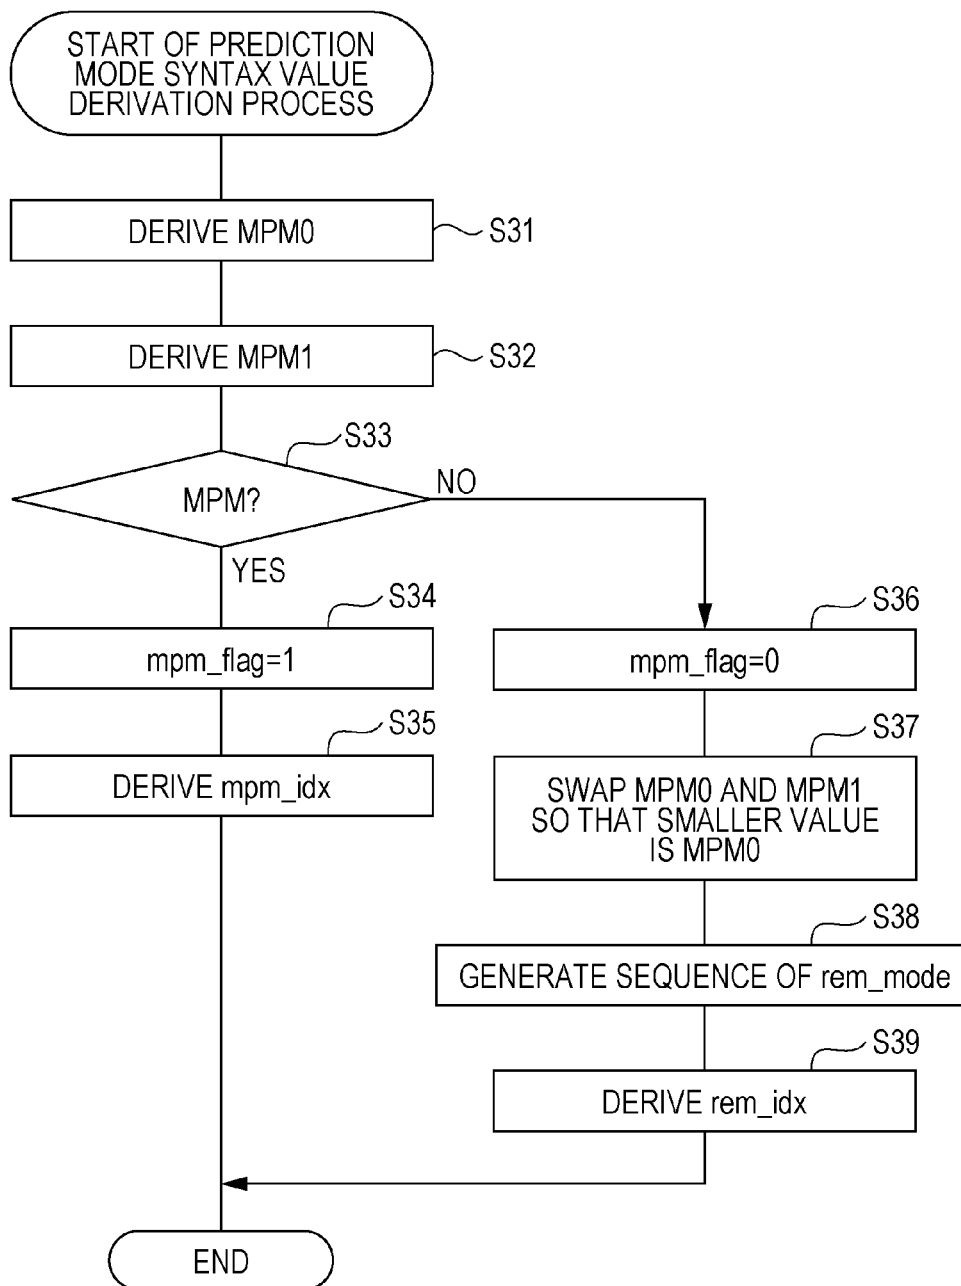 START OF PREDICTION
MODE SYNTAX VALUE
DERIVATION PROCESS
DERIVE MPM0
S31
DERIVE MPM1
S32
S33
MPM?
NO
YES
S34
mpm_flag=1
S35
DERIVE mpm_idx
S36
mpm_flag=0
S37
SWAP MPM0 AND MPM1
SO THAT SMALLER VALUE
IS MPM0
S38
GENERATE SEQUENCE OF rem_mode
S39
DERIVE rem_idx
END